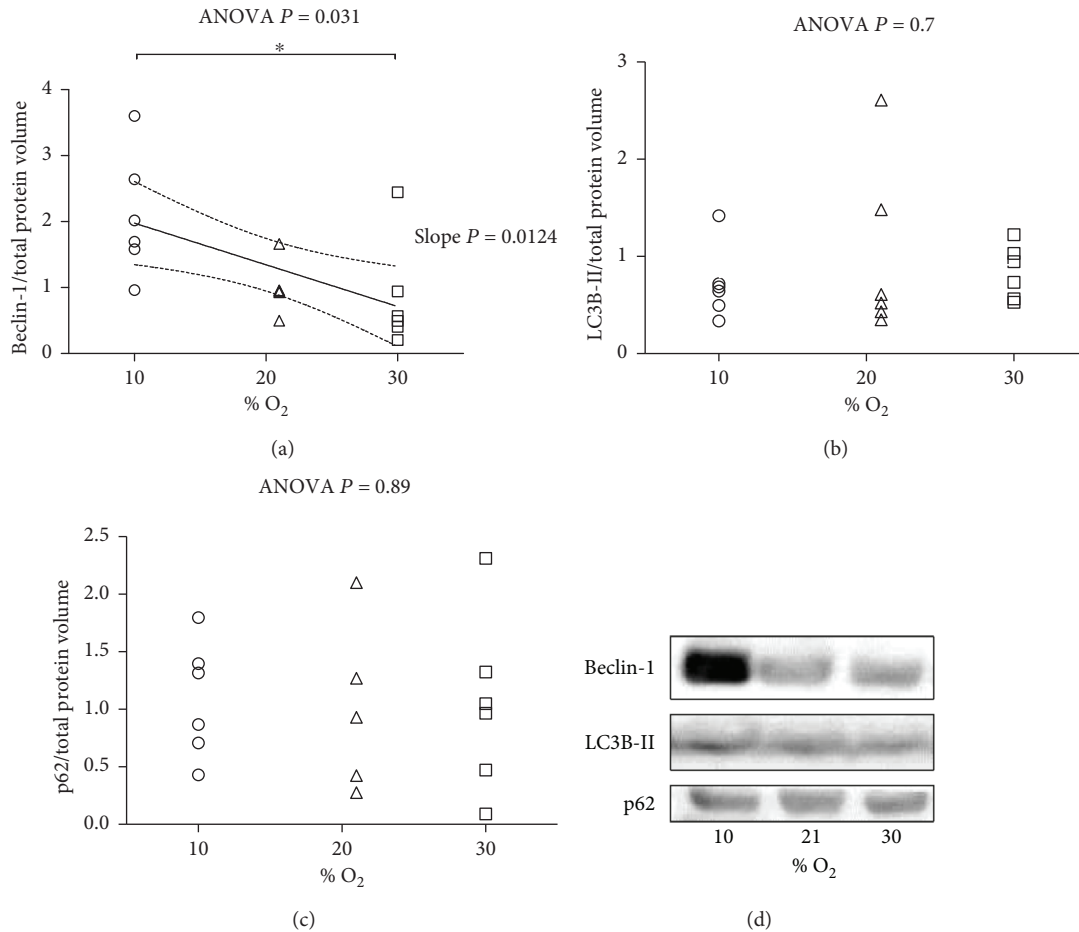 ANOVA P = 0.031
*
Beclin-1/total protein volume
4
3
2
1
0
Slope P = 0.0124
10 20 30
% O₂
(a)
ANOVA P = 0.7
LC3B-II/total protein volume
3
2
1
0
10 20 30
% O₂
(b)
ANOVA P = 0.89
p62/total protein volume
2.5
2.0
1.5
1.0
0.5
0.0
10 20 30
% O₂
(c)
Beclin-1
LC3B-II
p62
10 21 30
% O₂
(d)